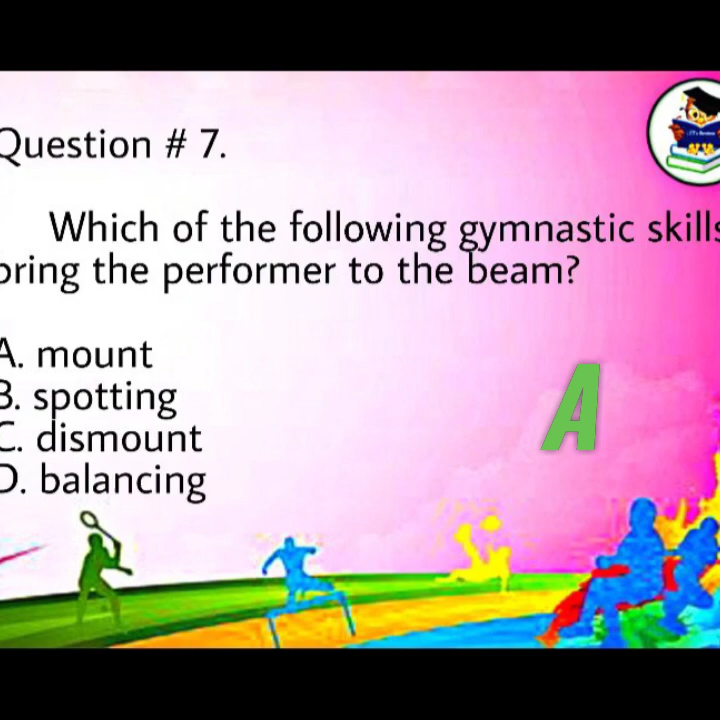 Question # 7.
Which of the following gymnastic skills
bring the performer to the beam?
A. mount
B. spotting
C. dismount
D. balancing
A